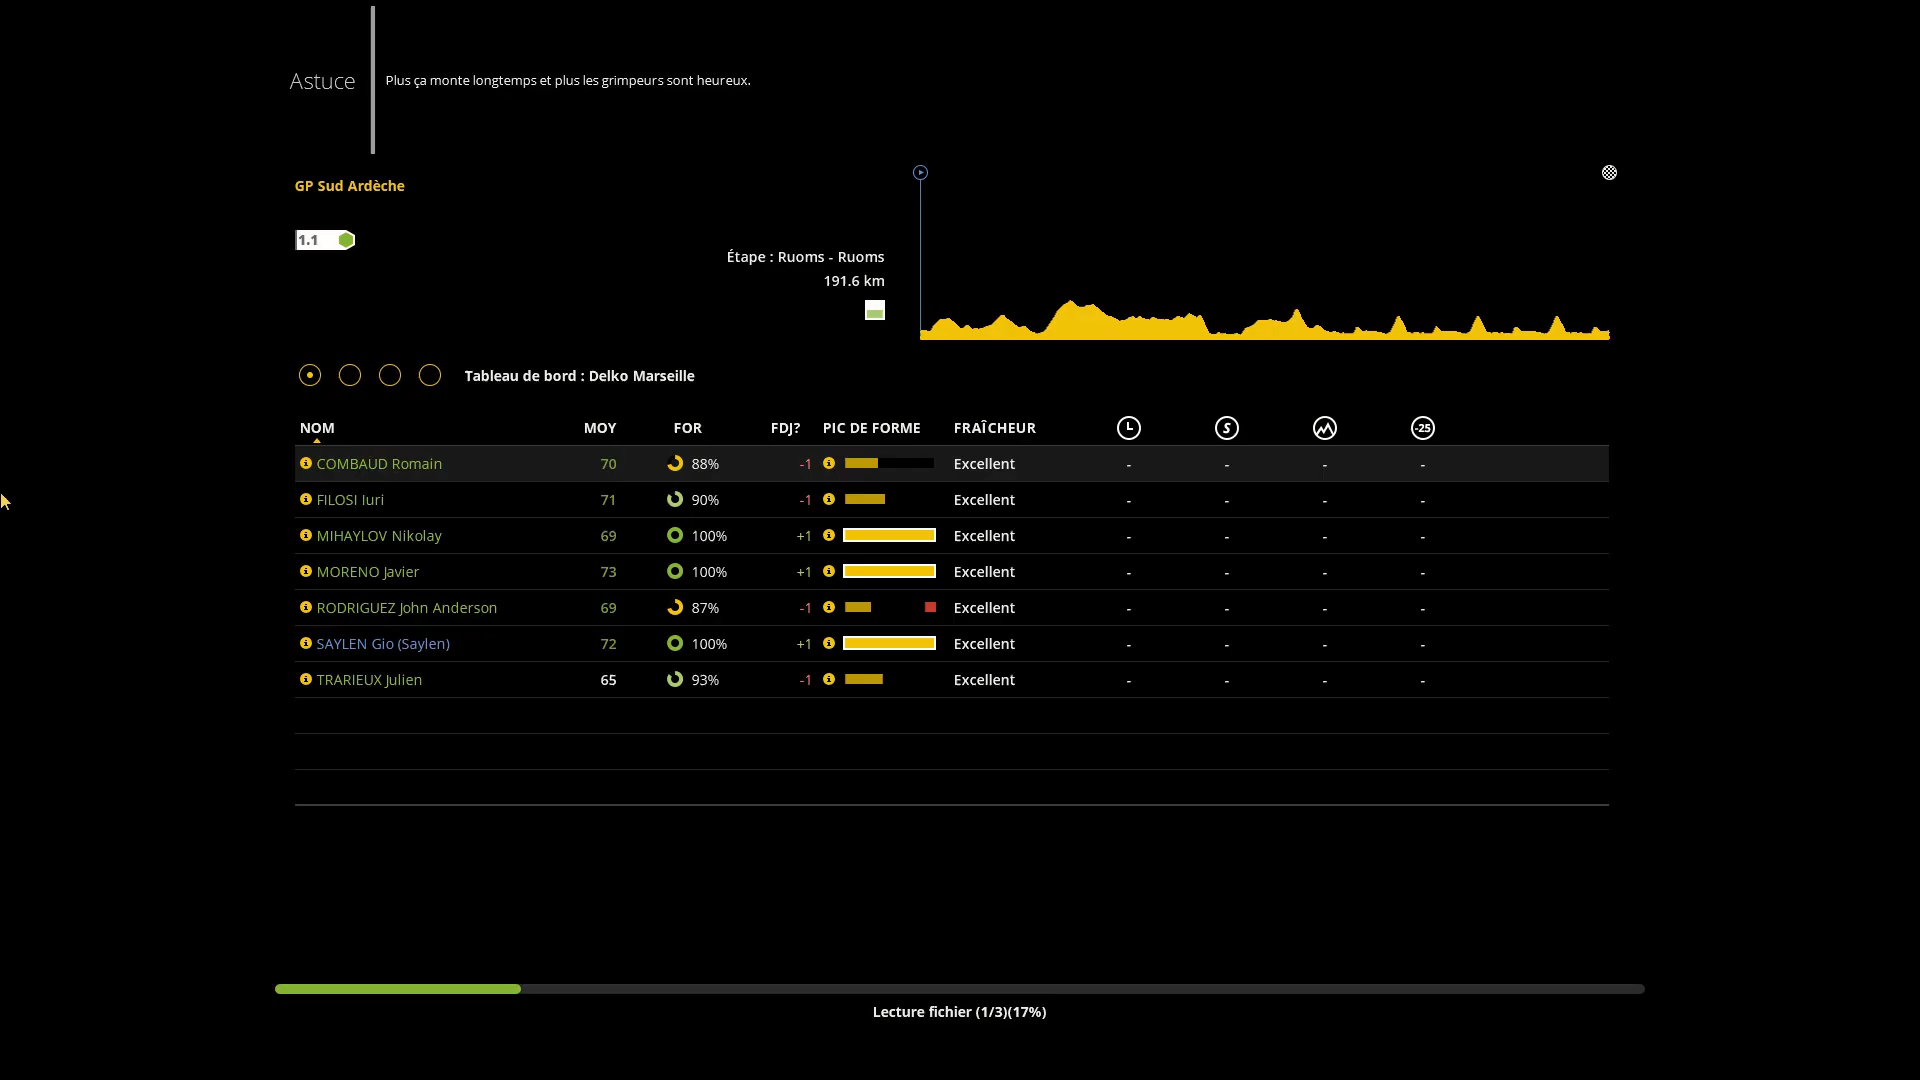 Astuce
Plus ça monte longtemps et plus les grimpeurs sont heureux.
GP Sud Ardèche
1.1
Étape : Ruoms - Ruoms
191.6 km
Tableau de bord : Delko Marseille
NOM MOY FOR FDJ? PIC DE FORME FRAÎCHEUR S -25
COMBAUD Romain 70 88% -1 Excellent - - - -
FILOSI Iuri 71 90% -1 Excellent - - - -
MIHAYLOV Nikolay 69 100% +1 Excellent - - - -
MORENO Javier 73 100% +1 Excellent - - - -
RODRIGUEZ John Anderson 69 87% -1 Excellent - - - -
SAYLEN Gio (Saylen) 72 100% +1 Excellent - - - -
TRARIEUX Julien 65 93% -1 Excellent - - - -
Lecture fichier (1/3)(17%)